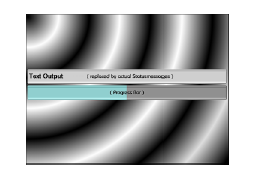 Text Output ( replaced by actual Statusmessages )
( Progress Bar )